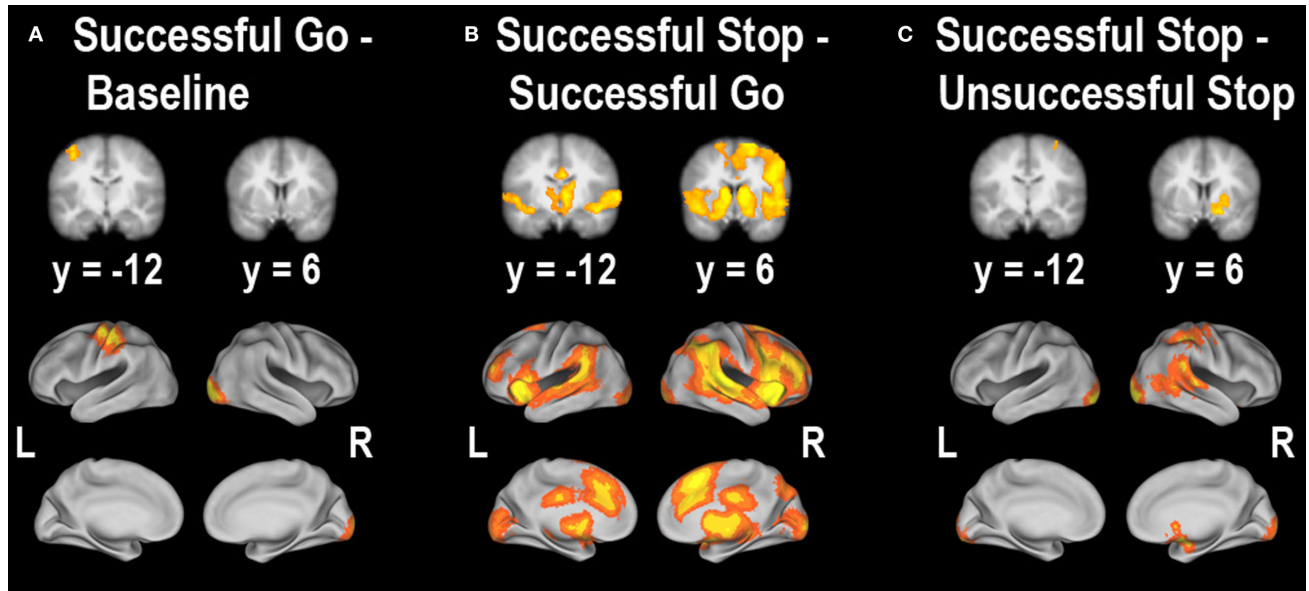 A Successful Go -
Baseline
y = -12 y = 6
L R
B Successful Stop -
Successful Go
y = -12 y = 6
L R
C Successful Stop -
Unsuccessful Stop
y = -12 y = 6
L R